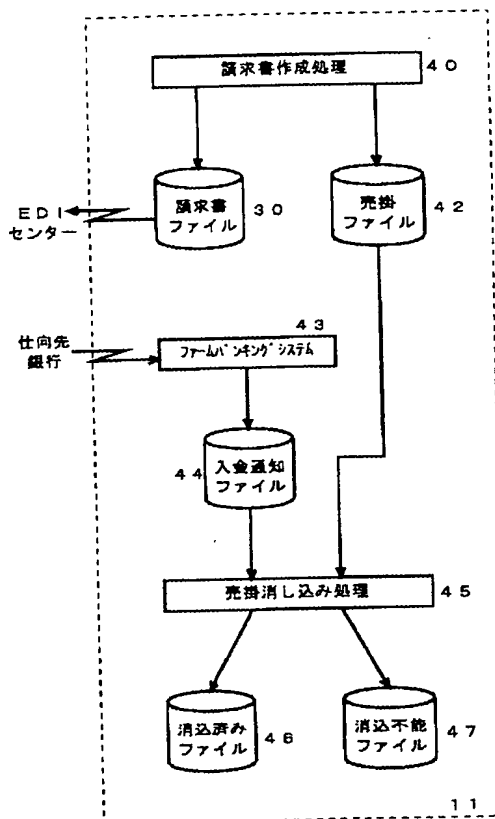 請求書作成処理
４０
請求書
ファイル
３０
売掛
ファイル
４２
ＥＤＩ
センター
４３
仕向先
銀行
ﾌｧｰﾑﾊﾞﾝｷﾝｸﾞｼｽﾃﾑ
入金通知
ファイル
４４
売掛消し込み処理
４５
消込済み
ファイル
４６
消込不能
ファイル
４７
１１